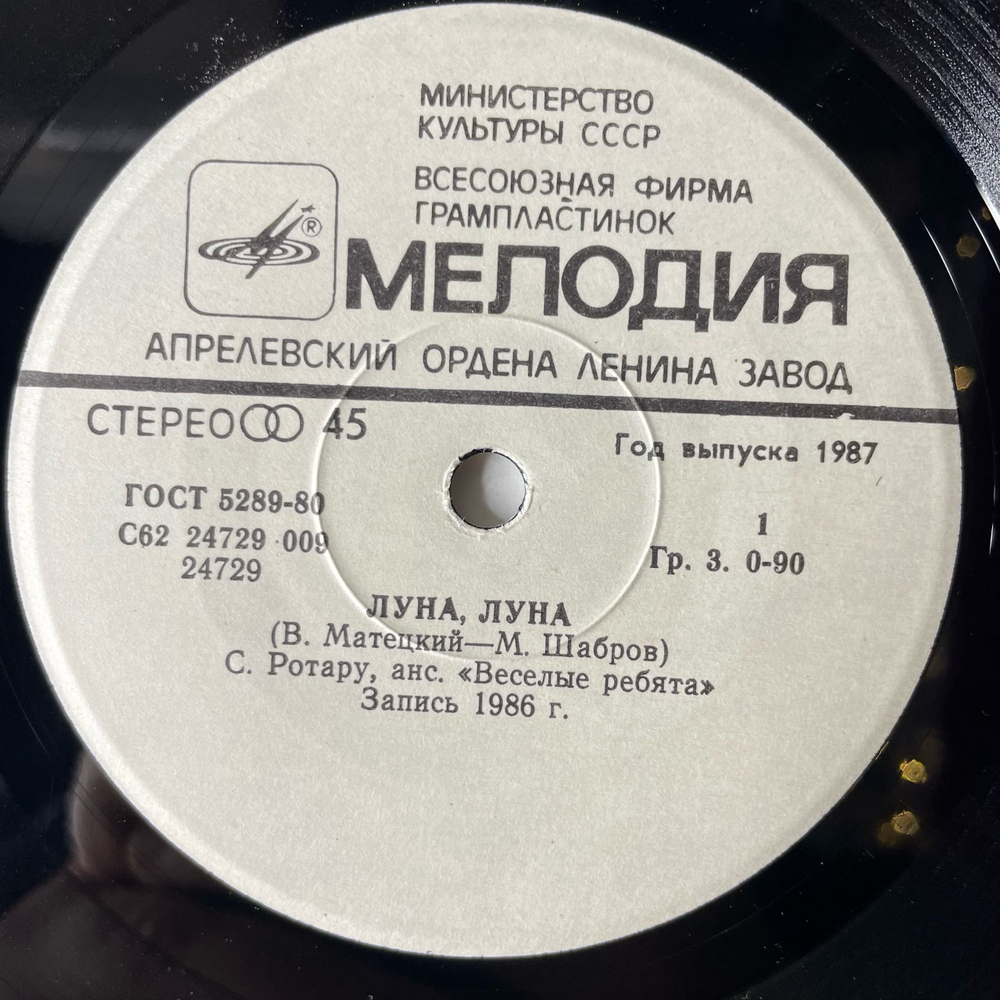 МИНИСТЕРСТВО
КУЛЬТУРЫ СССР
ВСЕСОЮЗНАЯ ФИРМА
ГРАМПЛАСТИНОК
®
МЕЛОДИЯ
АПРЕЛЕВСКИЙ ОРДЕНА ЛЕНИНА ЗАВОД
СТЕРЕО 45
Год выпуска 1987
ГОСТ 5289-80
С62 24729 009
24729
1
Гр. 3. 0-90
ЛУНА, ЛУНА
(В. Матецкий—М. Шабров)
С. Ротару, анс. «Веселые ребята»
Запись 1986 г.